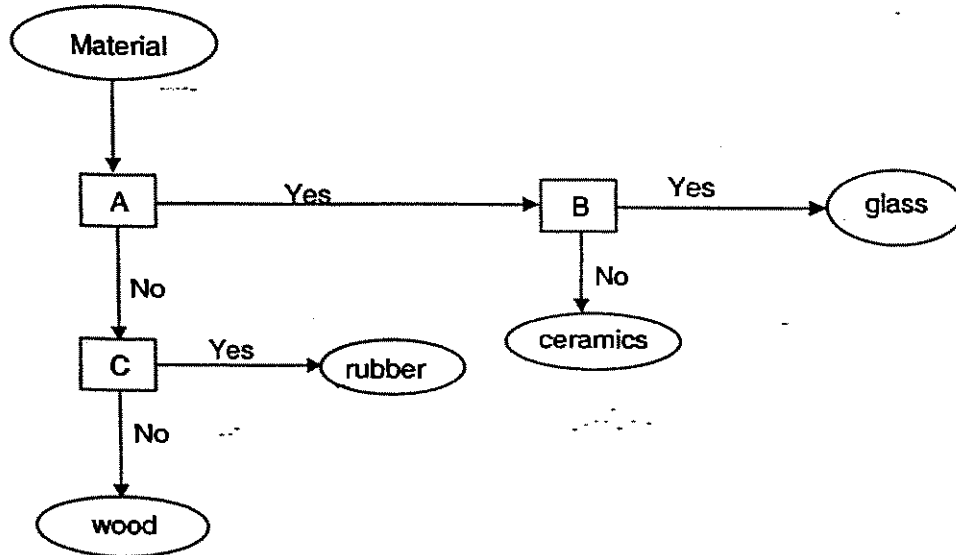 Material
A
Yes
B
Yes
glass
No
No
ceramics
C
Yes
rubber
No
wood